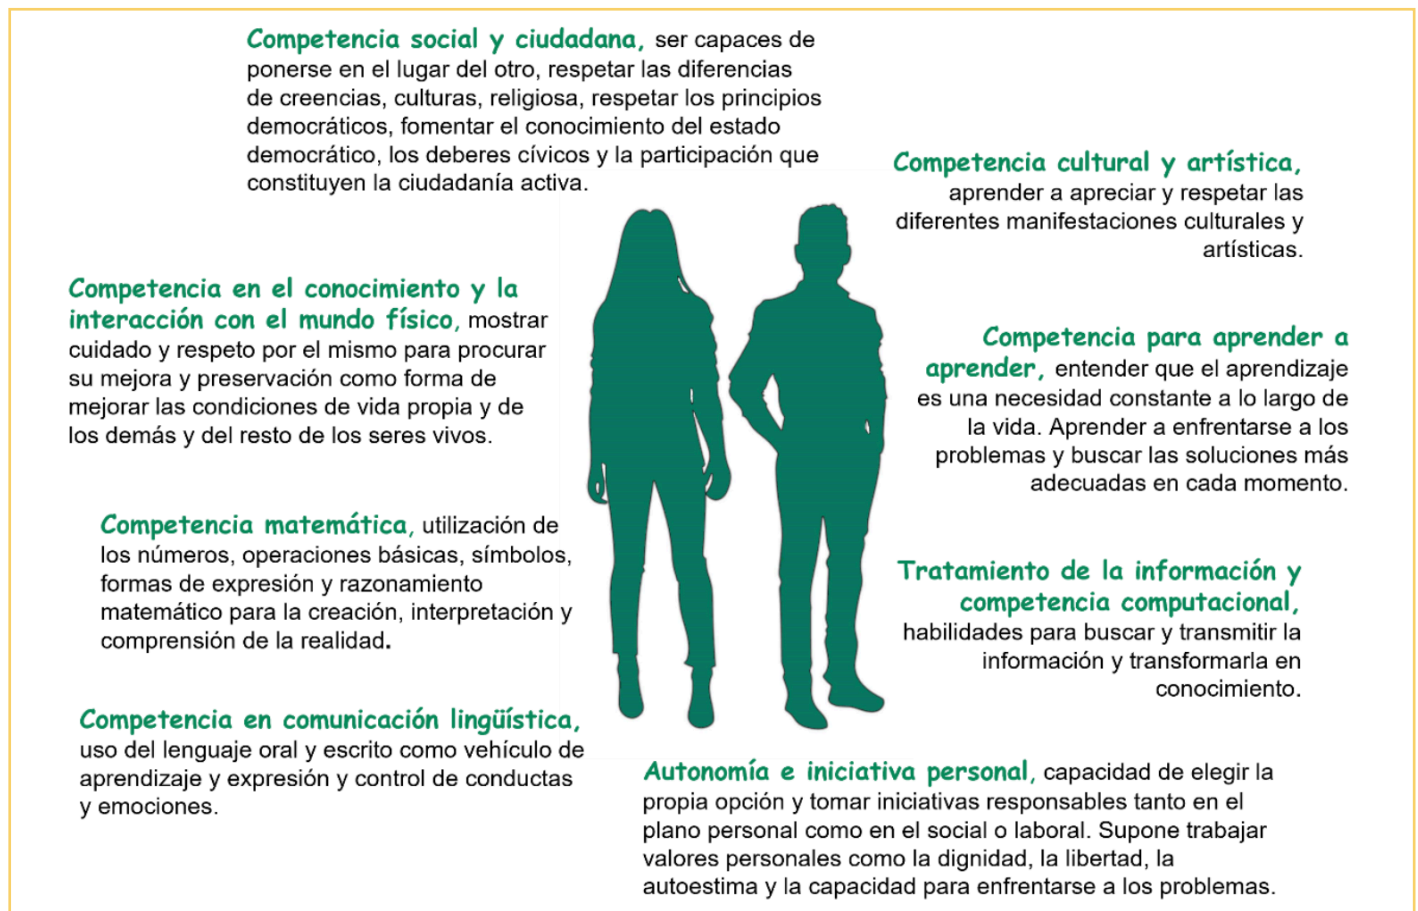 Competencia social y ciudadana, ser capaces de
ponerse en el lugar del otro, respetar las diferencias
de creencias, culturas, religiosa, respetar los principios
democráticos, fomentar el conocimiento del estado
democrático, los deberes cívicos y la participación que
constituyen la ciudadanía activa.
Competencia cultural y artística,
aprender a apreciar y respetar las
diferentes manifestaciones culturales y
artísticas.
Competencia en el conocimiento y la
interacción con el mundo físico, mostrar
cuidado y respeto por el mismo para procurar
su mejora y preservación como forma de
mejorar las condiciones de vida propia y de
los demás y del resto de los seres vivos.
Competencia para aprender a
aprender, entender que el aprendizaje
es una necesidad constante a lo largo de
la vida. Aprender a enfrentarse a los
problemas y buscar las soluciones más
adecuadas en cada momento.
Competencia matemática, utilización de
los números, operaciones básicas, símbolos,
formas de expresión y razonamiento
matemático para la creación, interpretación y
comprensión de la realidad.
Tratamiento de la información y
competencia computacional,
habilidades para buscar y transmitir la
información y transformarla en
conocimiento.
Competencia en comunicación lingüística,
uso del lenguaje oral y escrito como vehículo de
aprendizaje y expresión y control de conductas
y emociones.
Autonomía e iniciativa personal, capacidad de elegir la
propia opción y tomar iniciativas responsables tanto en el
plano personal como en el social o laboral. Supone trabajar
valores personales como la dignidad, la libertad, la
autoestima y la capacidad para enfrentarse a los problemas.